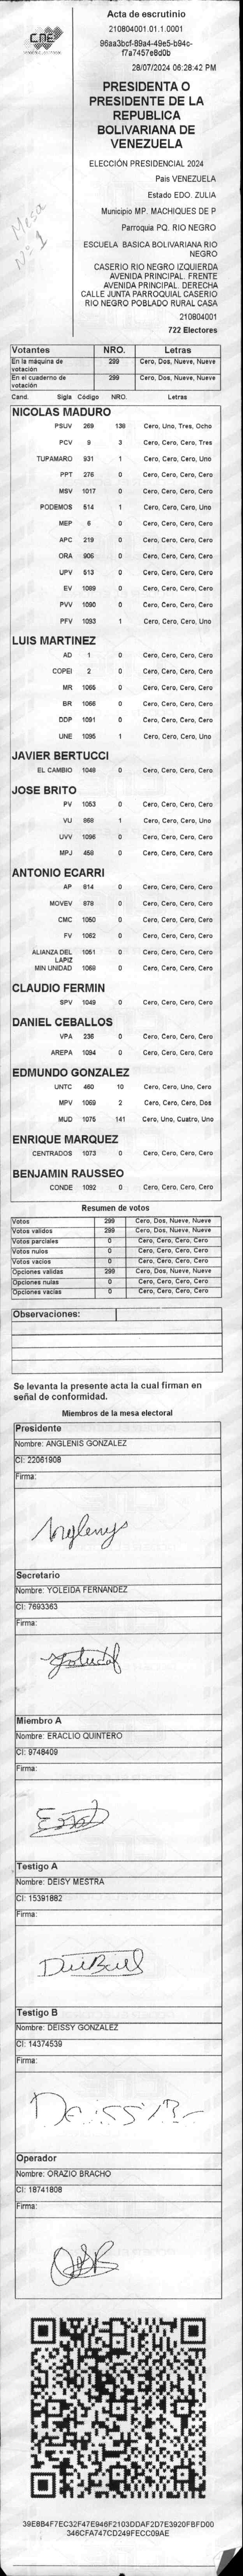 CNE
Mesa
Nº 1
Acta de escrutinio
210804001.01.1.0001
96aa3bcf-89a4-49e5-b94c-
f7a7457e8d0b
28/07/2024 06:28:42 PM
PRESIDENTA O
PRESIDENTE DE LA
REPUBLICA
BOLIVARIANA DE
VENEZUELA
ELECCIÓN PRESIDENCIAL 2024
Pais VENEZUELA
Estado EDO. ZULIA
Municipio MP. MACHIQUES DE P
Parroquia PQ. RIO NEGRO
ESCUELA BASICA BOLIVARIANA RIO
NEGRO
CASERIO RIO NEGRO IZQUIERDA
AVENIDA PRINCIPAL. FRENTE
AVENIDA PRINCIPAL. DERECHA
CALLE JUNTA PARROQUIAL CASERIO
RIO NEGRO POBLADO RURAL CASA
210804001
722 Electores
Votantes NRO. Letras
En la máquina de votación 299 Cero, Dos, Nueve, Nueve
En el cuaderno de votación 299 Cero, Dos, Nueve, Nueve
Cand. Sigla Código NRO. Letras
NICOLAS MADURO
PSUV 269 138 Cero, Uno, Tres, Ocho
PCV 9 3 Cero, Cero, Cero, Tres
TUPAMARO 931 1 Cero, Cero, Cero, Uno
PPT 276 0 Cero, Cero, Cero, Cero
MSV 1017 0 Cero, Cero, Cero, Cero
PODEMOS 514 1 Cero, Cero, Cero, Uno
MEP 6 0 Cero, Cero, Cero, Cero
APC 219 0 Cero, Cero, Cero, Cero
ORA 906 0 Cero, Cero, Cero, Cero
UPV 513 0 Cero, Cero, Cero, Cero
EV 1089 0 Cero, Cero, Cero, Cero
PVV 1090 0 Cero, Cero, Cero, Cero
PFV 1093 1 Cero, Cero, Cero, Uno
LUIS MARTINEZ
AD 1 0 Cero, Cero, Cero, Cero
COPEI 2 0 Cero, Cero, Cero, Cero
MR 1065 0 Cero, Cero, Cero, Cero
BR 1066 0 Cero, Cero, Cero, Cero
DDP 1091 0 Cero, Cero, Cero, Cero
UNE 1095 1 Cero, Cero, Cero, Uno
JAVIER BERTUCCI
EL CAMBIO 1048 0 Cero, Cero, Cero, Cero
JOSE BRITO
PV 1053 0 Cero, Cero, Cero, Cero
VU 868 1 Cero, Cero, Cero, Uno
UVV 1096 0 Cero, Cero, Cero, Cero
MPJ 458 0 Cero, Cero, Cero, Cero
ANTONIO ECARRI
AP 614 0 Cero, Cero, Cero, Cero
MOVEV 978 0 Cero, Cero, Cero, Cero
CMC 1050 0 Cero, Cero, Cero, Cero
FV 1062 0 Cero, Cero, Cero, Cero
ALIANZA DEL LAPIZ 1051 0 Cero, Cero, Cero, Cero
MIN UNIDAD 1068 0 Cero, Cero, Cero, Cero
CLAUDIO FERMIN
SPV 1049 0 Cero, Cero, Cero, Cero
DANIEL CEBALLOS
VPA 236 0 Cero, Cero, Cero, Cero
AREPA 1094 0 Cero, Cero, Cero, Cero
EDMUNDO GONZALEZ
UNTC 460 10 Cero, Cero, Uno, Cero
MPV 1069 2 Cero, Cero, Cero, Dos
MUD 1075 141 Cero, Uno, Cuatro, Uno
ENRIQUE MARQUEZ
CENTRADOS 1073 0 Cero, Cero, Cero, Cero
BENJAMIN RAUSSEO
CONDE 1092 0 Cero, Cero, Cero, Cero
Resumen de votos
Votos 299 Cero, Dos, Nueve, Nueve
Votos validos 299 Cero, Dos, Nueve, Nueve
Votos parciales 0 Cero, Cero, Cero, Cero
Votos nulos 0 Cero, Cero, Cero, Cero
Votos vacios 0 Cero, Cero, Cero, Cero
Opciones validas 299 Cero, Dos, Nueve, Nueve
Opciones nulas 0 Cero, Cero, Cero, Cero
Opciones vacias 0 Cero, Cero, Cero, Cero
Observaciones:
Se levanta la presente acta la cual firman en
señal de conformidad.
Miembros de la mesa electoral
Presidente
Nombre: ANGLENIS GONZALEZ
CI: 22061908
Firma:
Anglenys
Secretario
Nombre: YOLEIDA FERNANDEZ
CI: 7693363
Firma:
Miembro A
Nombre: ERACLIO QUINTERO
CI: 9748409
Firma:
Testigo A
Nombre: DEISY MESTRA
CI: 15391882
Firma:
Testigo B
Nombre: DEISSY GONZALEZ
CI: 14374539
Firma:
Operador
Nombre: ORAZIO BRACHO
CI: 18741808
Firma:
39E8B4F7EC32F47E946F2103DDAF2D7E3920FBFD00
346CFA747CD249FECC09AE